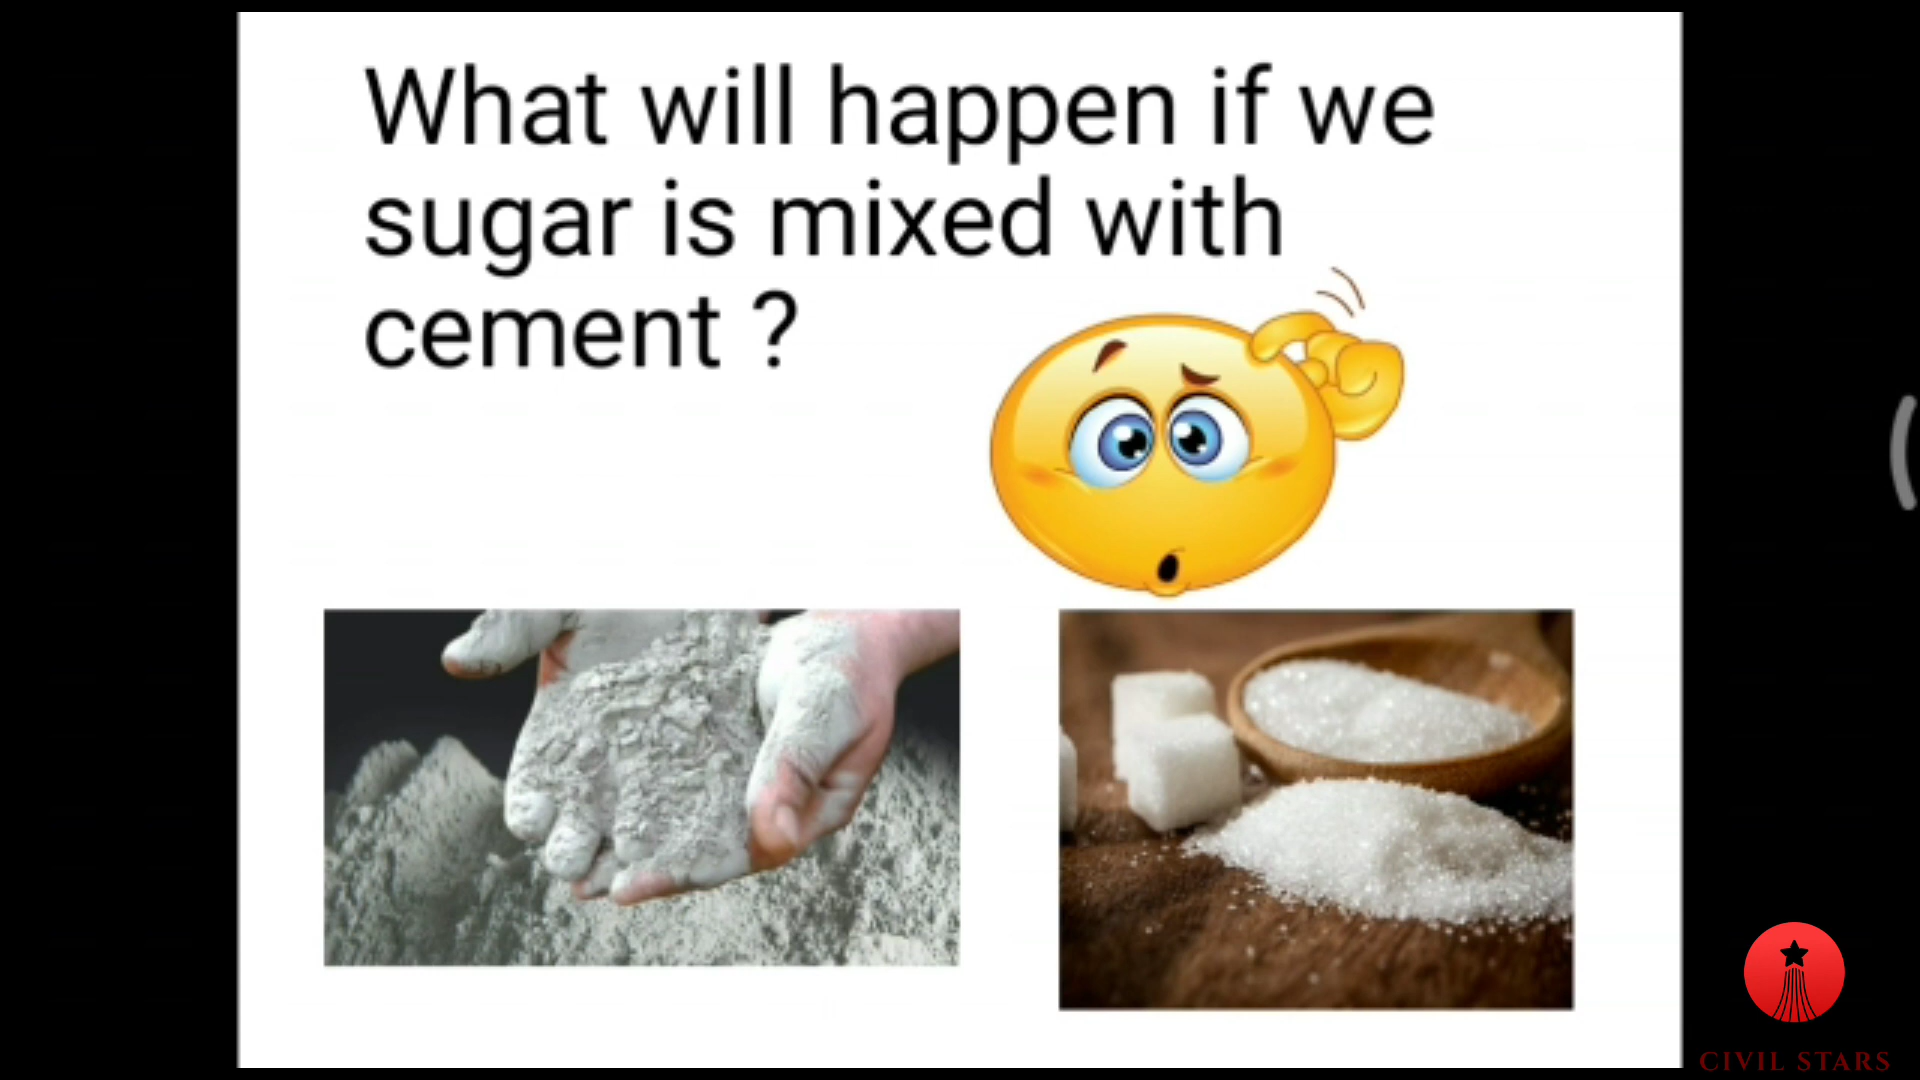 What will happen if we
sugar is mixed with
cement ?
CIVIL STARS